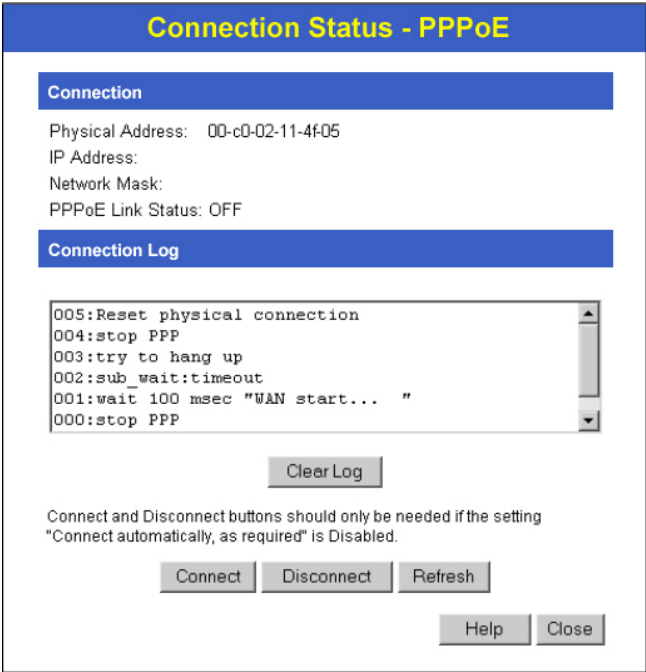 Connection Status - PPPoE
Connection
Physical Address: 00-c0-02-11-4f-05
IP Address:
Network Mask:
PPPoE Link Status: OFF
Connection Log
005:Reset physical connection
004:stop PPP
003:try to hang up
002:sub_wait:timeout
001:wait 100 msec "WAN start... "
000:stop PPP
Clear Log
Connect and Disconnect buttons should only be needed if the setting
"Connect automatically, as required" is Disabled.
Connect Disconnect Refresh
Help Close